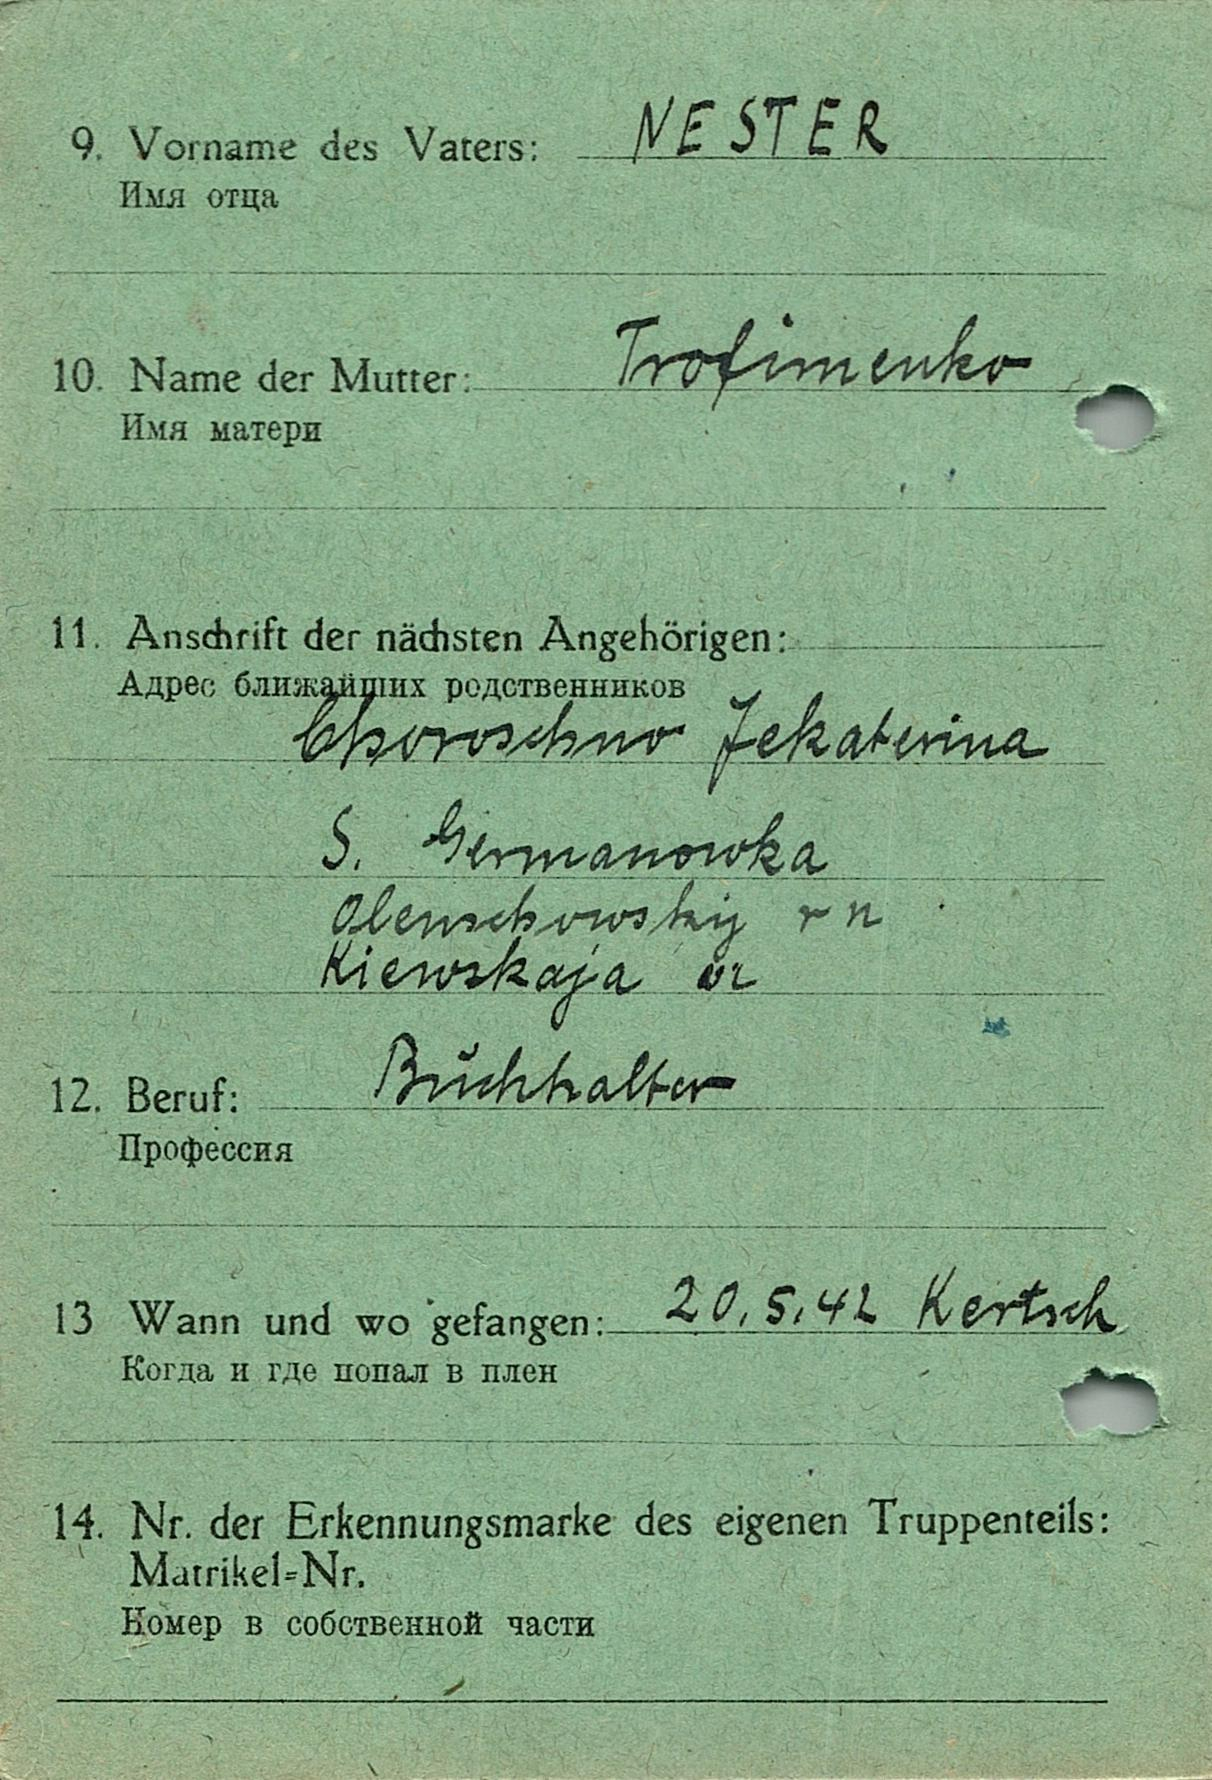 9. Vorname des Vaters: NESTER
Имя отца
10. Name der Mutter: Trofimenko
Имя матери
11. Anschrift der nächsten Angehörigen:
Адрес ближайших родственников
Choroschno Jekaterina
S. Germanowka
Obenschowskij r n
Kiewskaja
12. Beruf: Buchhalter
Профессия
13 Wann und wo gefangen: 20.5.42 Kertsch
Когда и где попал в плен
14. Nr. der Erkennungsmarke des eigenen Truppenteils:
Matrikel=Nr.
Номер в собственной части